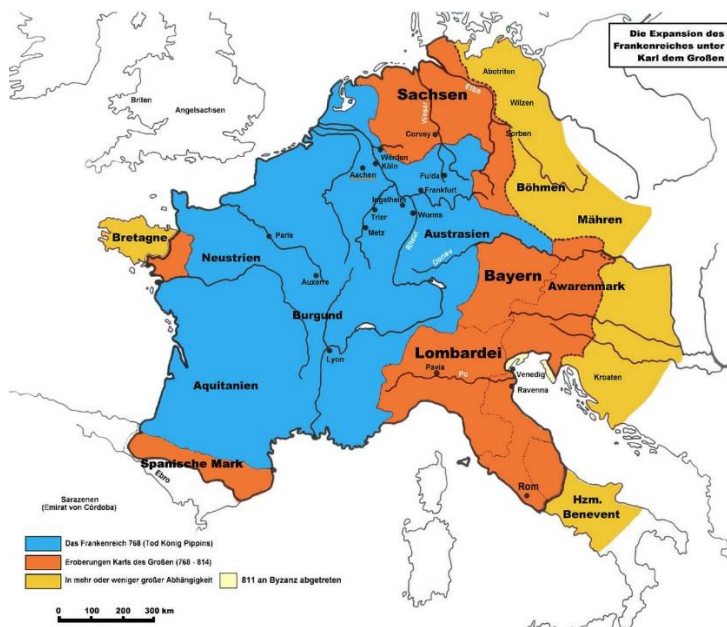 Die Expansion des
Frankenreiches unter
Karl dem Großen
Abotriten
Wilzen
Sachsen
Elbe
Weser
Briten
Angelsachsen
Corvey
Sorben
Werden
Köln
Aachen
Fulda
Frankfurt
Böhmen
Ingelheim
Trier
Worms
Mähren
Metz
Bretagne
Paris
Neustrien
Rhein
Austrasien
Donau
Bayern
Auxerre
Awarenmark
Burgund
Lombardei
Lyon
Pavia
Po
Venedig
Ravenna
Kroaten
Aquitanien
Spanische Mark
Ebro
Rom
Hzm.
Benevent
Sarazenen
(Emirat von Córdoba)
Das Frankenreich 768 (Tod König Pippins)
Eroberungen Karls des Großen (768 - 814)
In mehr oder weniger großer Abhängigkeit
811 an Byzanz abgetreten
0 100 200 300 km